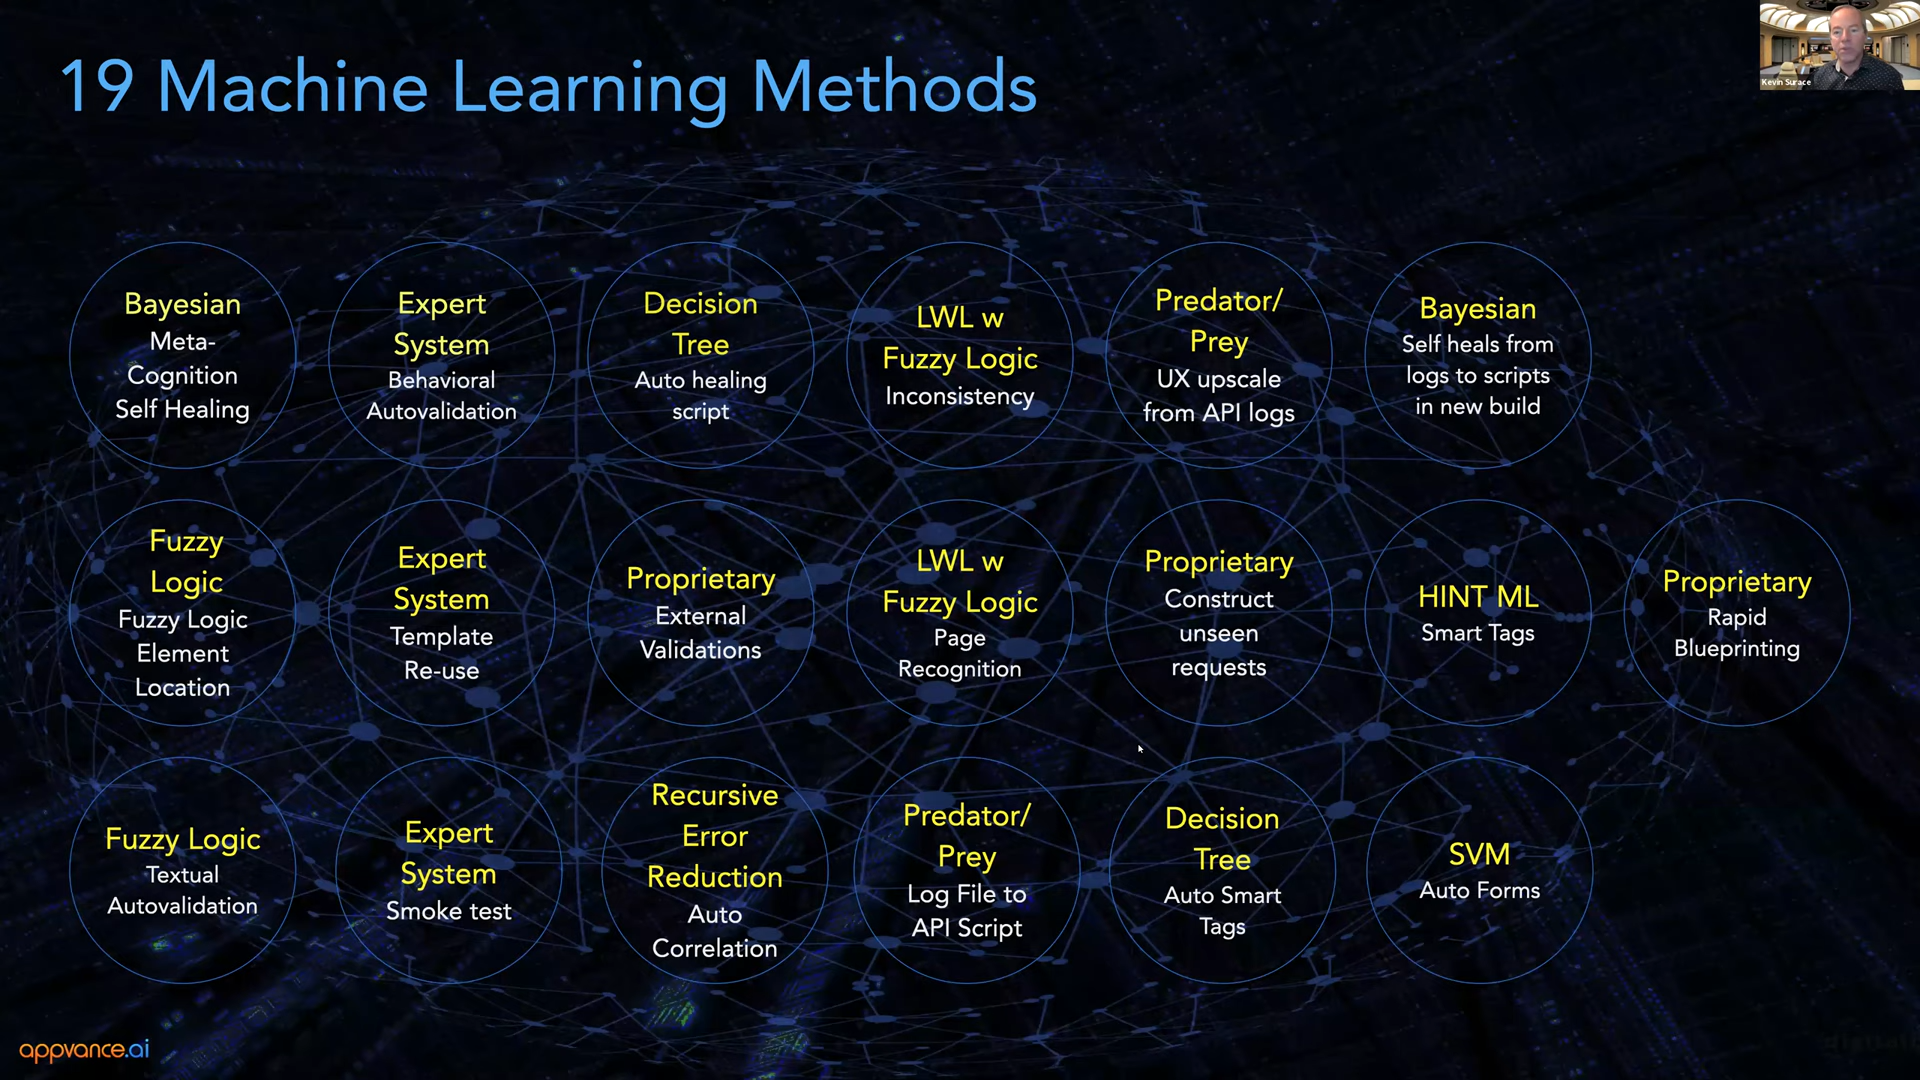 19 Machine Learning Methods
Kevin Surace
Bayesian
Meta-
Cognition
Self Healing
Expert
System
Behavioral
Autovalidation
Decision
Tree
Auto healing
script
LWL w
Fuzzy Logic
Inconsistency
Predator/
Prey
UX upscale
from API logs
Bayesian
Self heals from
logs to scripts
in new build
Fuzzy
Logic
Fuzzy Logic
Element
Location
Expert
System
Template
Re-use
Proprietary
External
Validations
LWL w
Fuzzy Logic
Page
Recognition
Proprietary
Construct
unseen
requests
HINT ML
Smart Tags
Proprietary
Rapid
Blueprinting
Fuzzy Logic
Textual
Autovalidation
Expert
System
Smoke test
Recursive
Error
Reduction
Auto
Correlation
Predator/
Prey
Log File to
API Script
Decision
Tree
Auto Smart
Tags
SVM
Auto Forms
appvance.ai